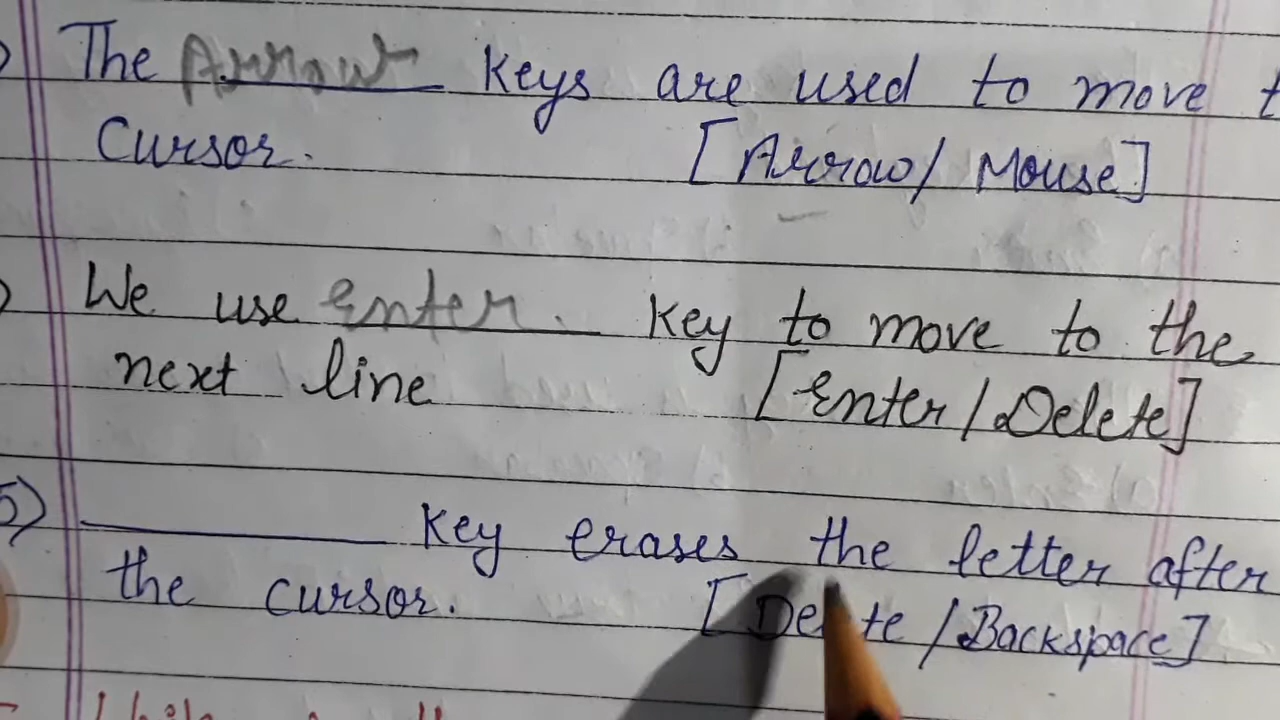 The Arrow keys are used to move t
Cursor. [Arrow/ Mouse]
We use Enter. key to move to the
next line [Enter/Delete]
5) ________ key erases the letter after
the cursor. [Delete /Backspace]